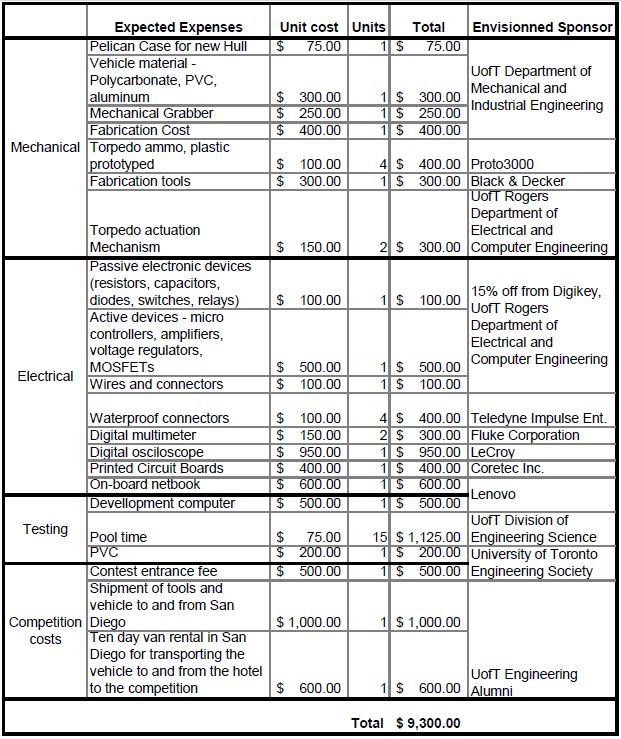 Expected Expenses Unit cost Units Total Envisionned Sponsor
Mechanical
Pelican Case for new Hull $ 75.00 1 $ 75.00
Vehicle material -
Polycarbonate, PVC,
aluminum $ 300.00 1 $ 300.00
Mechanical Grabber $ 250.00 1 $ 250.00
Fabrication Cost $ 400.00 1 $ 400.00
UofT Department of
Mechanical and
Industrial Engineering
Torpedo ammo, plastic
prototyped $ 100.00 4 $ 400.00 Proto3000
Fabrication tools $ 300.00 1 $ 300.00 Black & Decker
Torpedo actuation
Mechanism $ 150.00 2 $ 300.00
UofT Rogers
Department of
Electrical and
Computer Engineering
Electrical
Passive electronic devices
(resistors, capacitors,
diodes, switches, relays) $ 100.00 1 $ 100.00
Active devices - micro
controllers, amplifiers,
voltage regulators,
MOSFETs $ 500.00 1 $ 500.00
Wires and connectors $ 100.00 1 $ 100.00
15% off from Digikey,
UofT Rogers
Department of
Electrical and
Computer Engineering
Waterproof connectors $ 100.00 4 $ 400.00 Teledyne Impulse Ent.
Digital multimeter $ 150.00 2 $ 300.00 Fluke Corporation
Digital osciloscope $ 950.00 1 $ 950.00 LeCroy
Printed Circuit Boards $ 400.00 1 $ 400.00 Coretec Inc.
On-board netbook $ 600.00 1 $ 600.00
Lenovo
Testing
Devellopment computer $ 500.00 1 $ 500.00
Pool time $ 75.00 15 $ 1,125.00
UofT Division of
Engineering Science
PVC $ 200.00 1 $ 200.00
University of Toronto
Engineering Society
Competition
costs
Contest entrance fee $ 500.00 1 $ 500.00
Shipment of tools and
vehicle to and from San
Diego $ 1,000.00 1 $ 1,000.00
Ten day van rental in San
Diego for transporting the
vehicle to and from the hotel
to the competition $ 600.00 1 $ 600.00
UofT Engineering
Alumni
Total $ 9,300.00